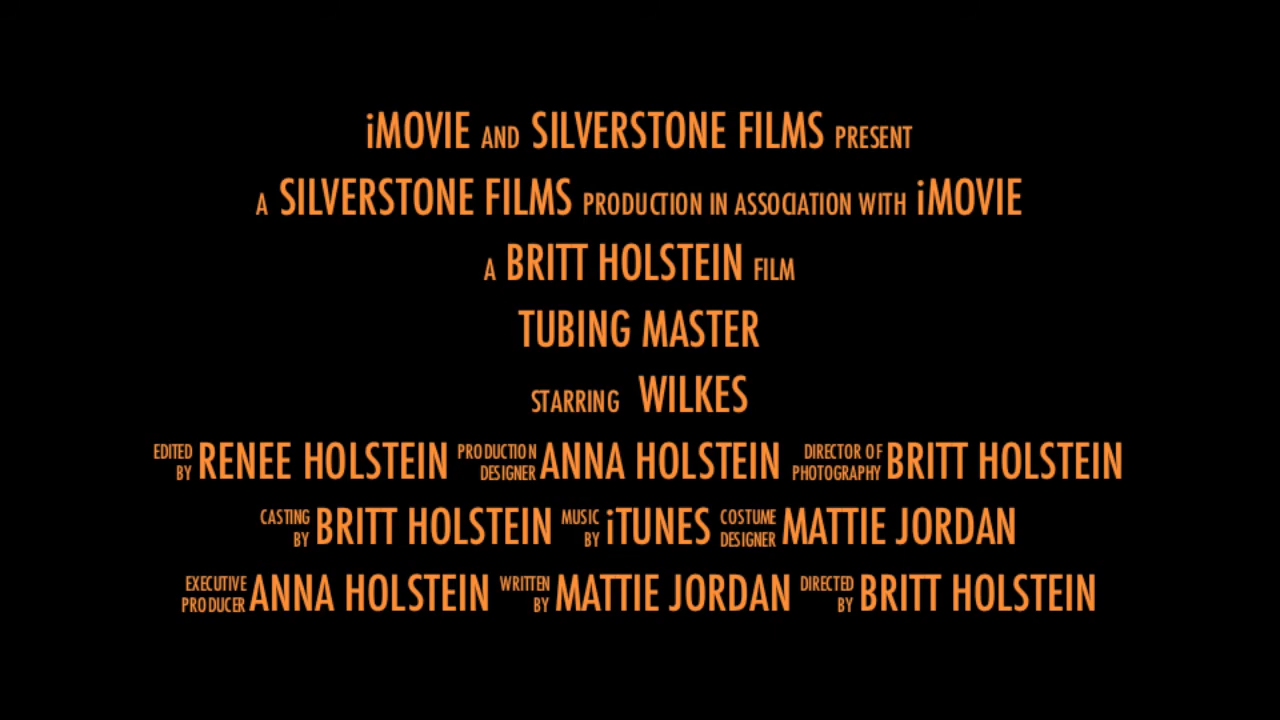 iMOVIE AND SILVERSTONE FILMS PRESENT
A SILVERSTONE FILMS PRODUCTION IN ASSOCIATION WITH iMOVIE
A BRITT HOLSTEIN FILM
TUBING MASTER
STARRING WILKES
EDITED BY RENEE HOLSTEIN PRODUCTION DESIGNER ANNA HOLSTEIN DIRECTOR OF PHOTOGRAPHY BRITT HOLSTEIN
CASTING BY BRITT HOLSTEIN MUSIC BY iTUNES COSTUME DESIGNER MATTIE JORDAN
EXECUTIVE PRODUCER ANNA HOLSTEIN WRITTEN BY MATTIE JORDAN DIRECTED BY BRITT HOLSTEIN